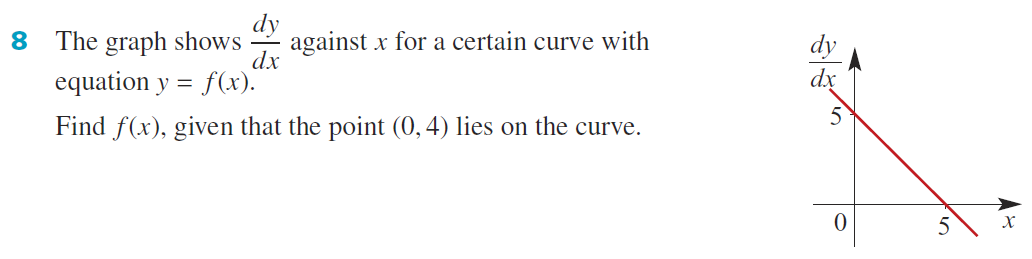 8 The graph shows dy/dx against x for a certain curve with
equation y = f(x).
Find f(x), given that the point (0, 4) lies on the curve.
dy/dx
5
0
5
x